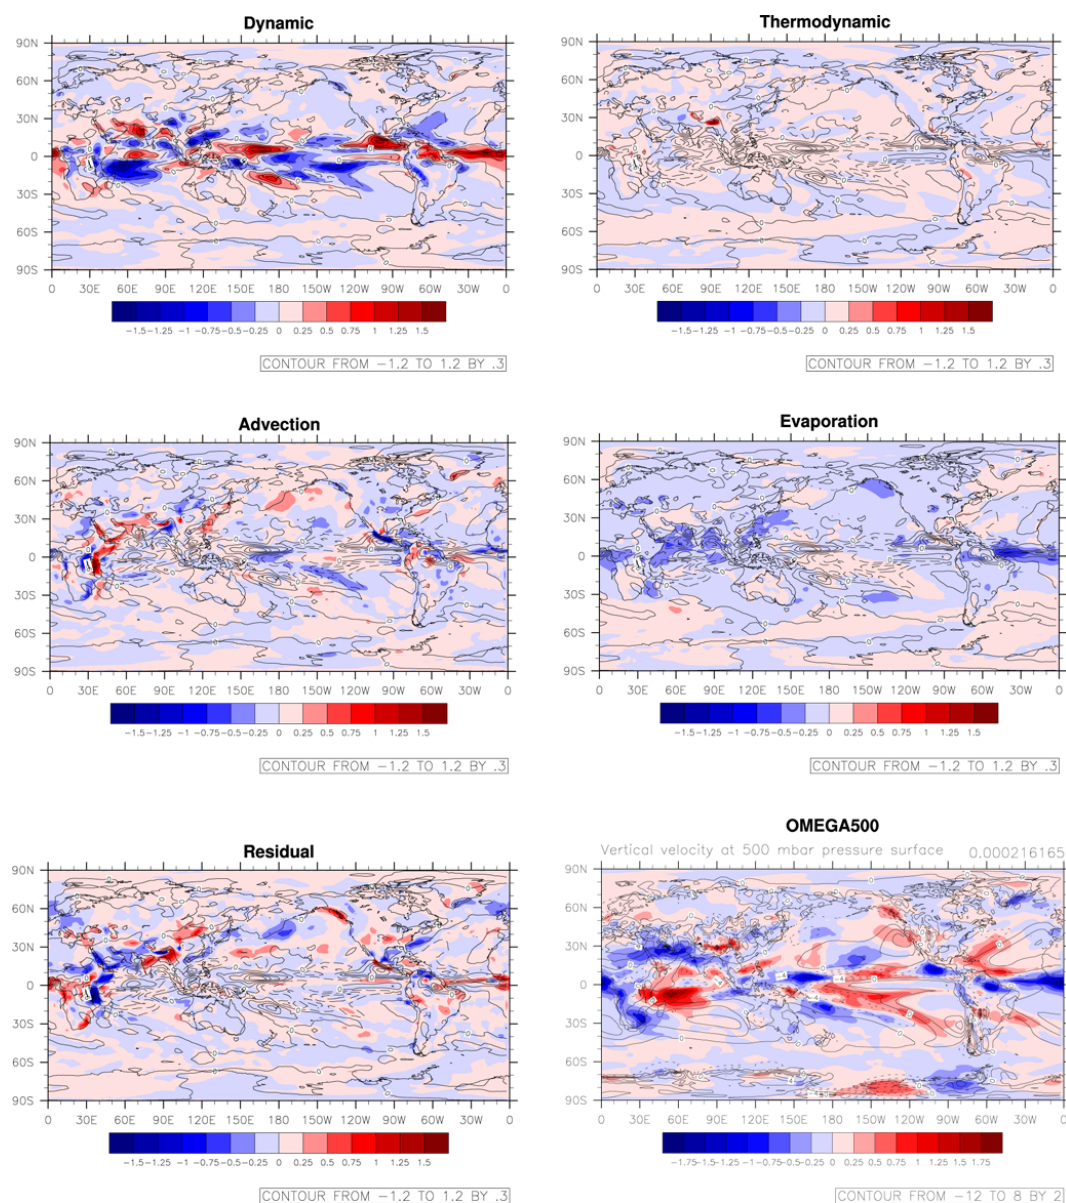 Dynamic
90N
60N
30N
0
30S
60S
90S
0 30E 60E 90E 120E 150E 180 150W 120W 90W 60W 30W 0
−1.5−1.25 −1 −0.75−0.5−0.25 0 0.25 0.5 0.75 1 1.25 1.5
CONTOUR FROM −1.2 TO 1.2 BY .3
Thermodynamic
90N
60N
30N
0
30S
60S
90S
0 30E 60E 90E 120E 150E 180 150W 120W 90W 60W 30W 0
−1.5−1.25 −1 −0.75−0.5−0.25 0 0.25 0.5 0.75 1 1.25 1.5
CONTOUR FROM −1.2 TO 1.2 BY .3
Advection
90N
60N
30N
0
30S
60S
90S
0 30E 60E 90E 120E 150E 180 150W 120W 90W 60W 30W 0
−1.5−1.25 −1 −0.75−0.5−0.25 0 0.25 0.5 0.75 1 1.25 1.5
CONTOUR FROM −1.2 TO 1.2 BY .3
Evaporation
90N
60N
30N
0
30S
60S
90S
0 30E 60E 90E 120E 150E 180 150W 120W 90W 60W 30W 0
−1.5−1.25 −1 −0.75−0.5−0.25 0 0.25 0.5 0.75 1 1.25 1.5
CONTOUR FROM −1.2 TO 1.2 BY .3
Residual
90N
60N
30N
0
30S
60S
90S
0 30E 60E 90E 120E 150E 180 150W 120W 90W 60W 30W 0
−1.5−1.25 −1 −0.75−0.5−0.25 0 0.25 0.5 0.75 1 1.25 1.5
CONTOUR FROM −1.2 TO 1.2 BY .3
OMEGA500
Vertical velocity at 500 mbar pressure surface 0.000216165
90N
60N
30N
0
30S
60S
90S
0 30E 60E 90E 120E 150E 180 150W 120W 90W 60W 30W 0
−1.75−1.25 −1 −0.75−0.5−0.25 0 0.25 0.5 0.75 1 1.25 1.75
CONTOUR FROM −12 TO 8 BY 2